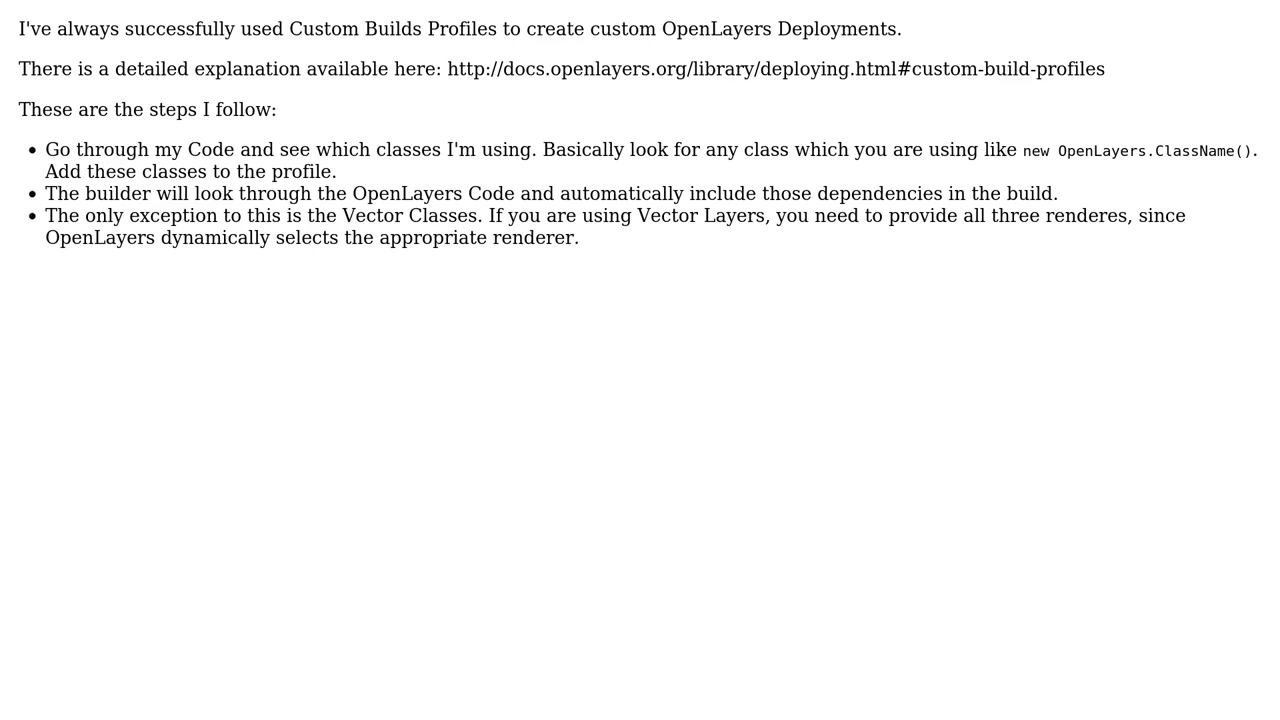 I've always successfully used Custom Builds Profiles to create custom OpenLayers Deployments.
There is a detailed explanation available here: http://docs.openlayers.org/library/deploying.html#custom-build-profiles
These are the steps I follow:
• Go through my Code and see which classes I'm using. Basically look for any class which you are using like new OpenLayers.ClassName().
Add these classes to the profile.
• The builder will look through the OpenLayers Code and automatically include those dependencies in the build.
• The only exception to this is the Vector Classes. If you are using Vector Layers, you need to provide all three renderes, since
OpenLayers dynamically selects the appropriate renderer.